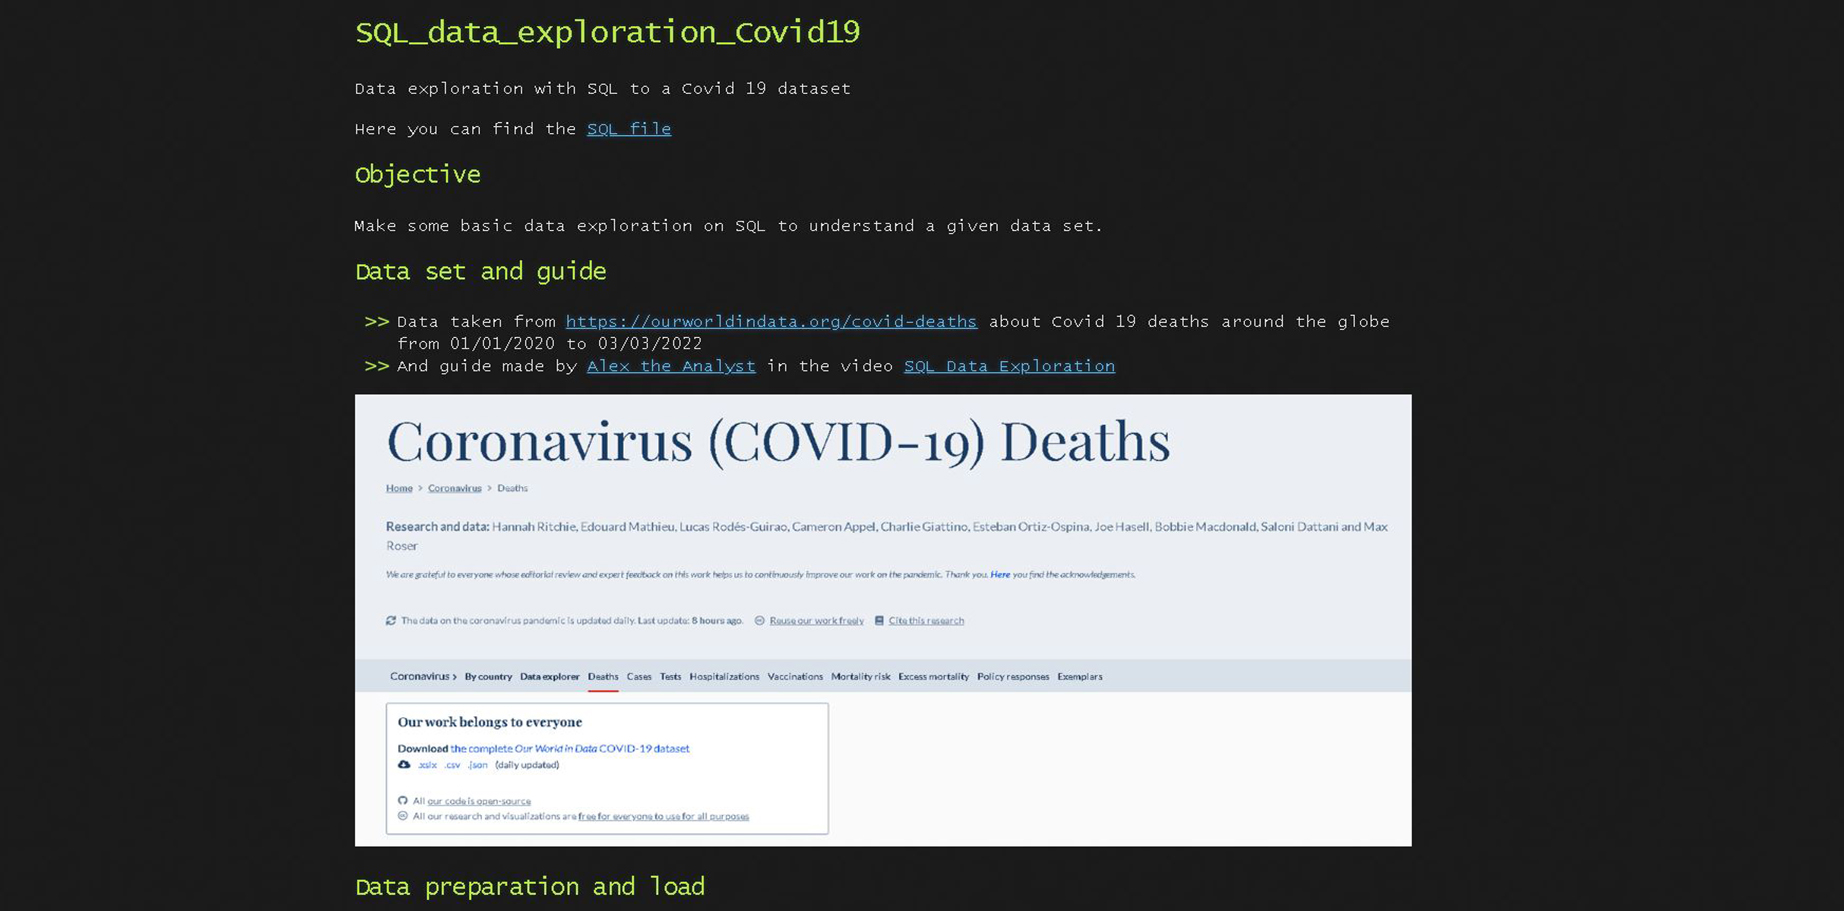 SQL_data_exploration_Covid19
Data exploration with SQL to a Covid 19 dataset
Here you can find the SQL file
Objective
Make some basic data exploration on SQL to understand a given data set.
Data set and guide
>> Data taken from https://ourworldindata.org/covid-deaths about Covid 19 deaths around the globe
from 01/01/2020 to 03/03/2022
>> And guide made by Alex the Analyst in the video SQL Data Exploration
Coronavirus (COVID-19) Deaths
Home > Coronavirus > Deaths
Research and data: Hannah Ritchie, Edouard Mathieu, Lucas Rodés-Guirao, Cameron Appel, Charlie Giattino, Esteban Ortiz-Ospina, Joe Hasell, Bobbie Macdonald, Saloni Dattani and Max
Roser
We are grateful to everyone whose editorial review and expert feedback on this work helps us to continuously improve our work on the pandemic. Thank you. Here you find the acknowledgements.
The data on the coronavirus pandemic is updated daily. Last update: 8 hours ago. Reuse our work freely Cite this research
Coronavirus > By country Data explorer Deaths Cases Tests Hospitalizations Vaccinations Mortality risk Excess mortality Policy responses Exemplars
Our work belongs to everyone
Download the complete Our World in Data COVID-19 dataset
.xslx .csv .json (daily updated)
All our code is open-source
All our research and visualizations are free for everyone to use for all purposes
Data preparation and load